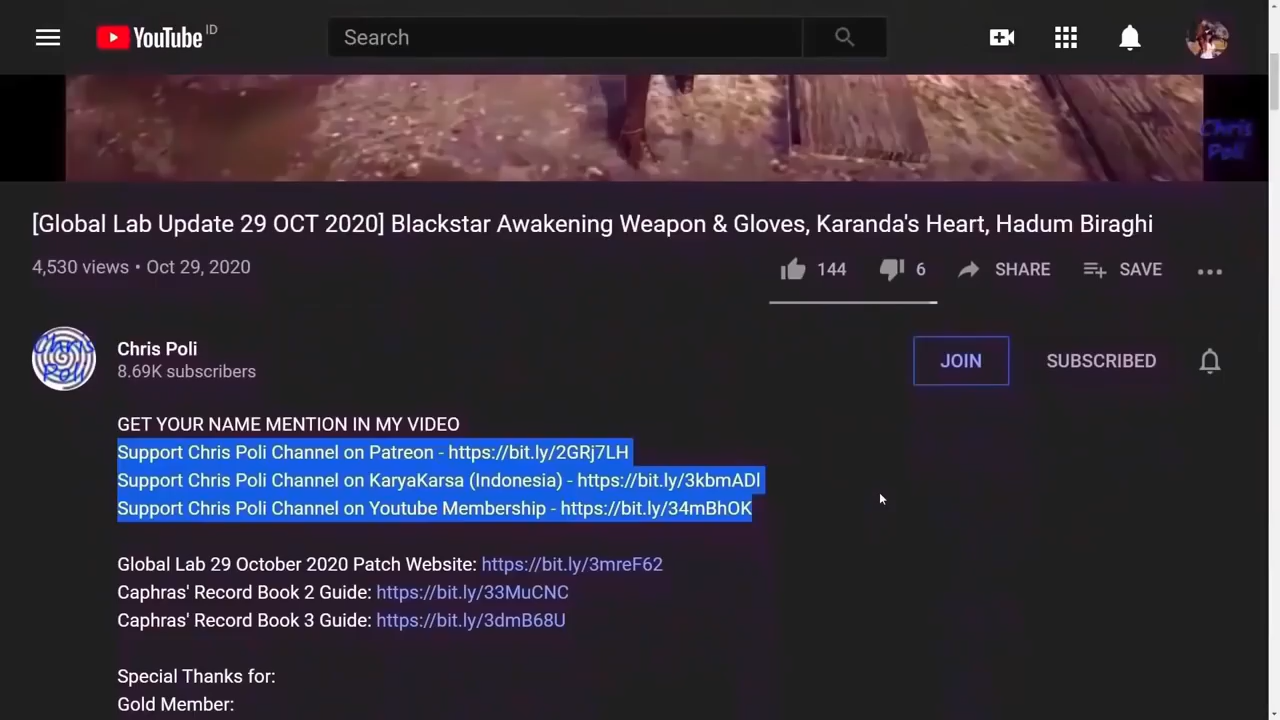 YouTube ID
Search
Chris
Poli
[Global Lab Update 29 OCT 2020] Blackstar Awakening Weapon & Gloves, Karanda's Heart, Hadum Biraghi
4,530 views • Oct 29, 2020
144 6 SHARE SAVE
Chris Poli
Chris Poli
8.69K subscribers
JOIN SUBSCRIBED
GET YOUR NAME MENTION IN MY VIDEO
Support Chris Poli Channel on Patreon - https://bit.ly/2GRj7LH
Support Chris Poli Channel on KaryaKarsa (Indonesia) - https://bit.ly/3kbmADl
Support Chris Poli Channel on Youtube Membership - https://bit.ly/34mBhOK
Global Lab 29 October 2020 Patch Website: https://bit.ly/3mreF62
Caphras' Record Book 2 Guide: https://bit.ly/33MuCNC
Caphras' Record Book 3 Guide: https://bit.ly/3dmB68U
Special Thanks for:
Gold Member: